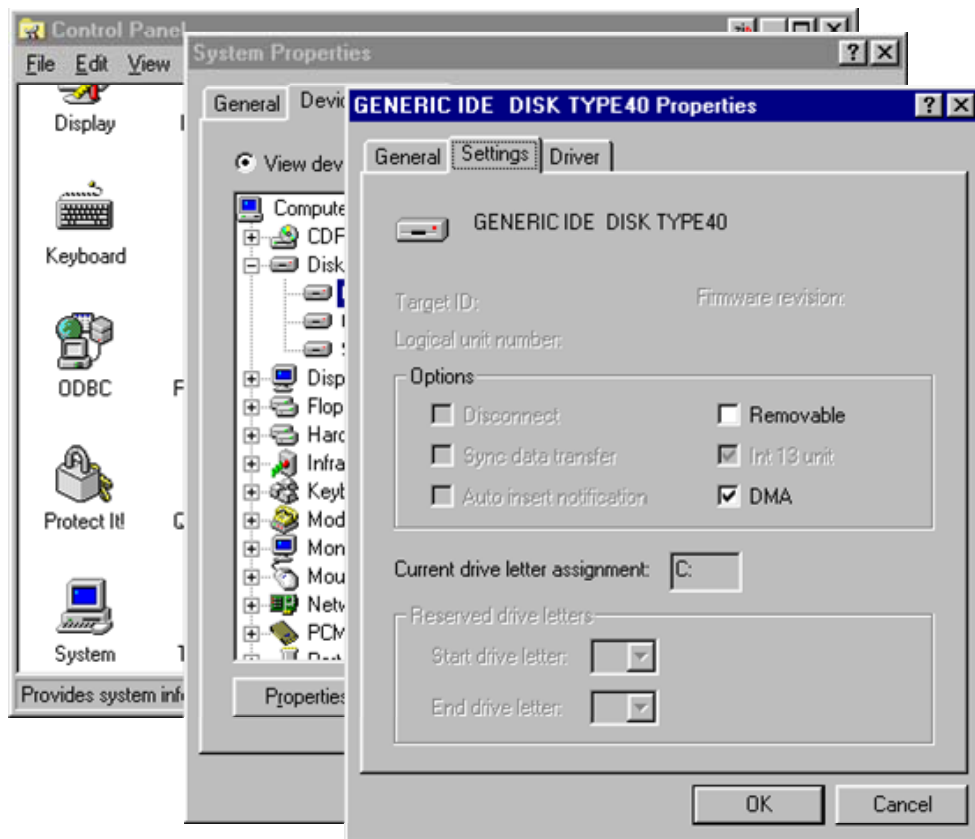 Control Panel
File Edit View
Display
Keyboard
ODBC
F
Protect It!
System
Provides system inf
System Properties
General Devic
View dev
Compute
CDF
Disk
Disp
Flop
Hard
Infra
Keyb
Mod
Mon
Mou
Netw
PCM
Properties
GENERIC IDE DISK TYPE40 Properties
General Settings Driver
GENERIC IDE DISK TYPE40
Target ID: Firmware revision:
Logical unit number:
Options
Disconnect Removable
Sync data transfer Int 13 unit
Auto insert notification DMA
Current drive letter assignment: C:
Reserved drive letters
Start drive letter:
End drive letter:
OK Cancel